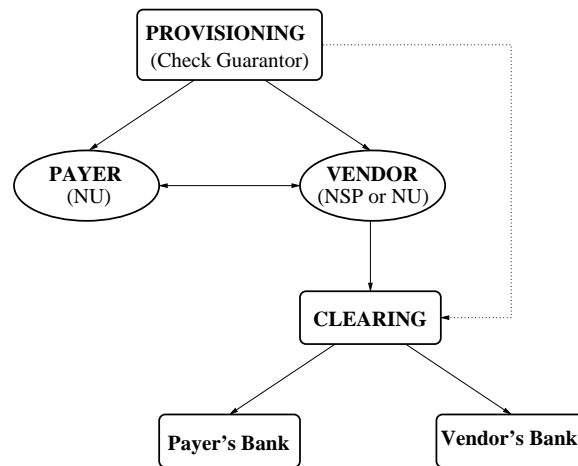 PROVISIONING
(Check Guarantor)
PAYER
(NU)
VENDOR
(NSP or NU)
CLEARING
Payer's Bank
Vendor's Bank